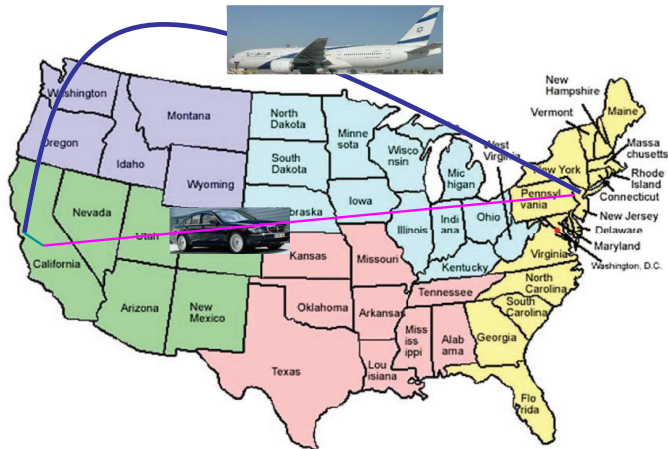 New
Hampshire
Maine
Vermont
Washington
Montana
North
Dakota
Minne
sota
Wisco
nsin
Mic
higan
West
Virginia
New York
Massa
chusetts
Rhode
Island
Connecticut
Oregon
Idaho
South
Dakota
Wyoming
Pennsyl
vania
New Jersey
Delaware
Maryland
Washington, D.C.
Nevada
Utah
braska
Iowa
Illinois
Indi
ana
Ohio
Virginia
California
Kansas
Missouri
Kentucky
North
Carolina
Tennessee
South
Carolina
Arizona
New
Mexico
Oklahoma
Arkansas
Miss
iss
ippi
Alab
ama
Georgia
Texas
Lou
isiana
Flo
rida